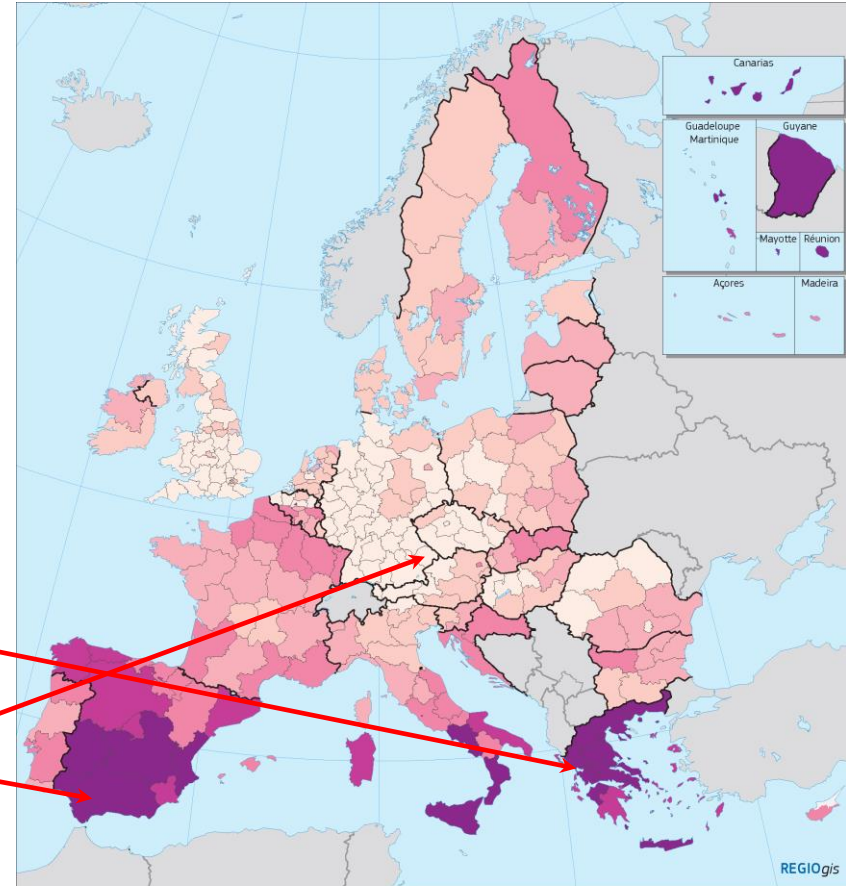 Canarias
Guadeloupe
Martinique
Guyane
Mayotte
Réunion
Açores
Madeira
REGIOgis